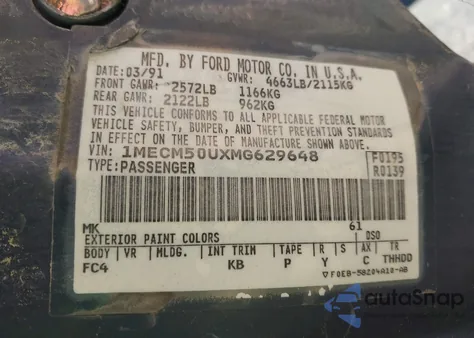 MFD. BY FORD MOTOR CO. IN U.S.A.
DATE: 03/91 GVWR: 4663LB/2115KG
FRONT GAWR: 2572LB 1166KG
REAR GAWR: 2122LB 962KG
THIS VEHICLE CONFORMS TO ALL APPLICABLE FEDERAL MOTOR
VEHICLE SAFETY, BUMPER, AND THEFT PREVENTION STANDARDS
IN EFFECT ON THE DATE OF MANUFACTURE SHOWN ABOVE.
VIN: 1MECM50UXMG629648 F0195
TYPE: PASSENGER R0139
MK 61
EXTERIOR PAINT COLORS DSO
BODY VR MLDG. INT TRIM TAPE R S AX TR
FC4 KB P Y C THHDD
F0EB-58204A10-AB
autoSnap